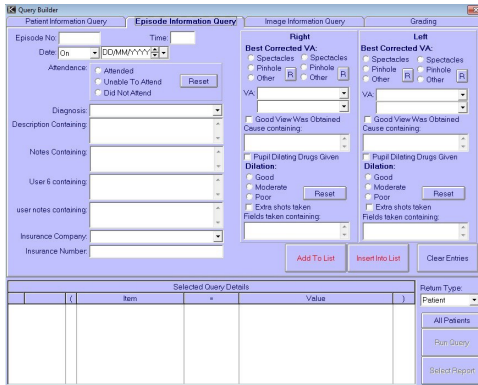 Query Builder
Patient Information Query
Episode Information Query
Image Information Query
Grading
Episode No:
Time:
Date: On DD/MM/YYYY
Attendance:
Attended
Unable To Attend
Did Not Attend
Reset
Diagnosis:
Description Containing:
Notes Containing:
User 6 containing:
user notes containing:
Insurance Company:
Insurance Number:
Right
Best Corrected VA:
Spectacles Spectacles
Pinhole Pinhole
Other Other R
VA:
Good View Was Obtained
Cause containing:
Pupil Dilating Drugs Given
Dilation:
Good
Moderate
Poor
Reset
Extra shots taken
Fields taken containing:
Left
Best Corrected VA:
Spectacles Spectacles
Pinhole Pinhole
Other R Other R
VA:
Good View Was Obtained
Cause containing:
Pupil Dilating Drugs Given
Dilation:
Good
Moderate
Poor
Reset
Extra shots taken
Fields taken containing:
Add To List
Insert Into List
Clear Entries
Selected Query Details
( Item = Value )
Return Type:
Patient
All Patients
Run Query
Select Report